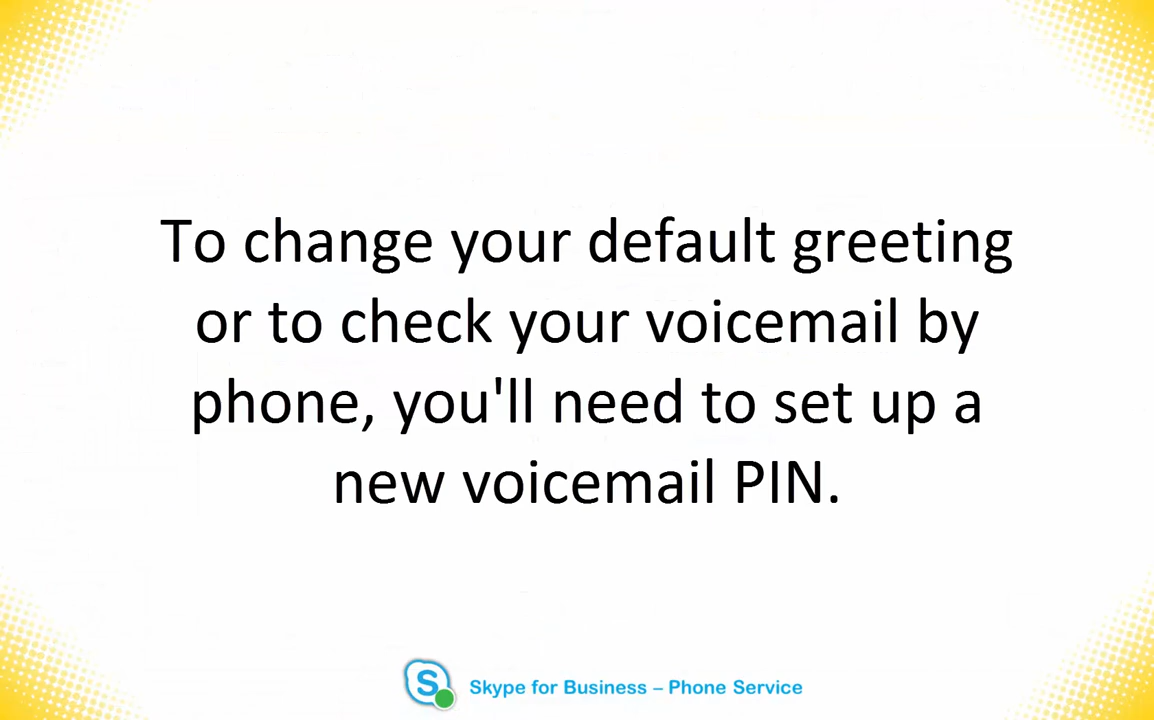 To change your default greeting
or to check your voicemail by
phone, you'll need to set up a
new voicemail PIN.
S
Skype for Business – Phone Service